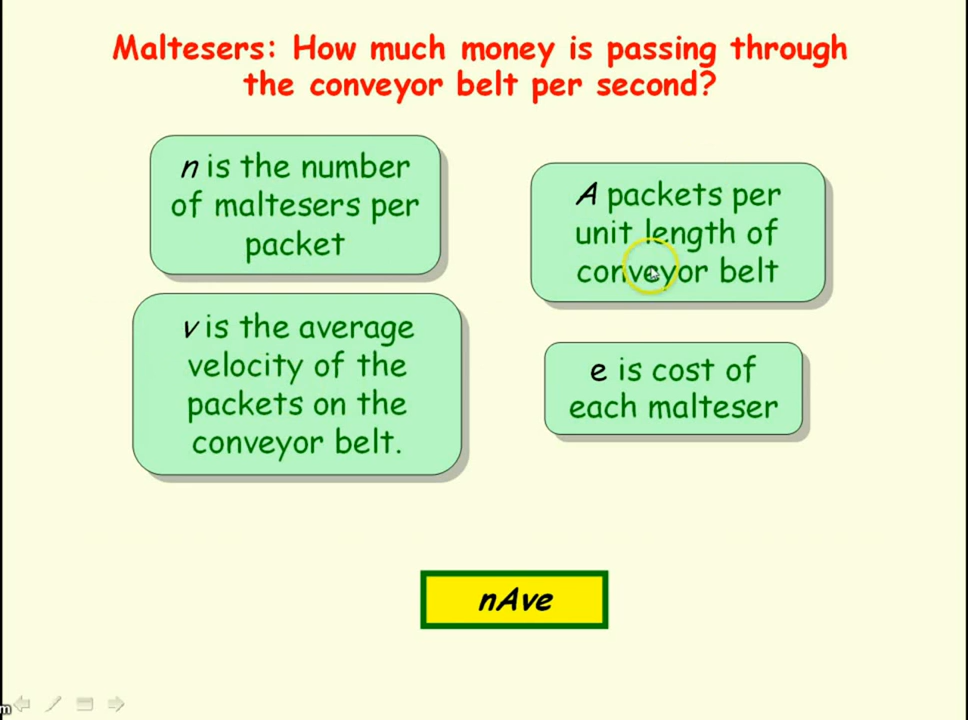 Maltesers: How much money is passing through
the conveyor belt per second?
n is the number
of maltesers per
packet
A packets per
unit length of
conveyor belt
v is the average
velocity of the
packets on the
conveyor belt.
e is cost of
each malteser
nAve
m